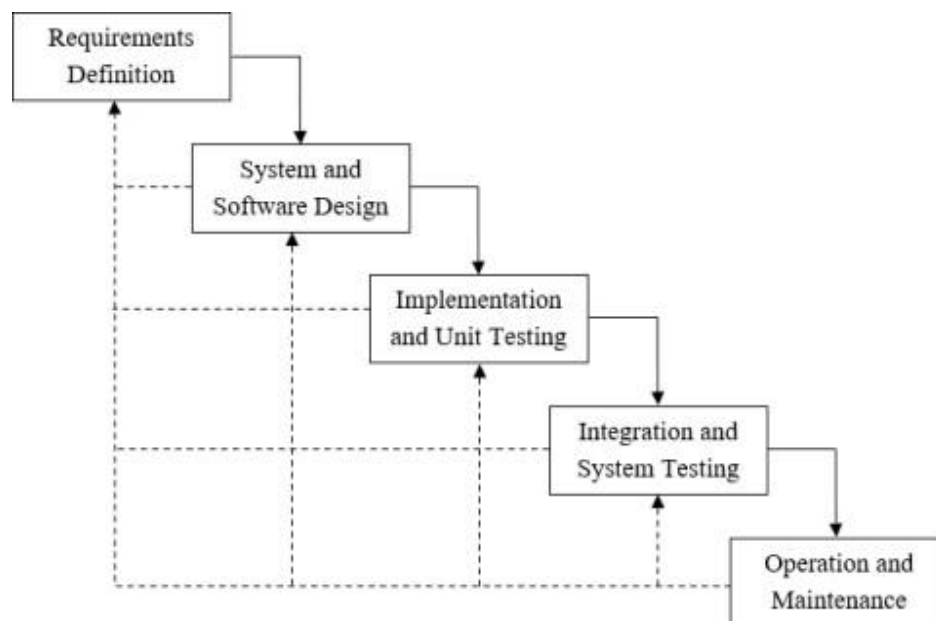 Requirements
Definition
System and
Software Design
Implementation
and Unit Testing
Integration and
System Testing
Operation and
Maintenance